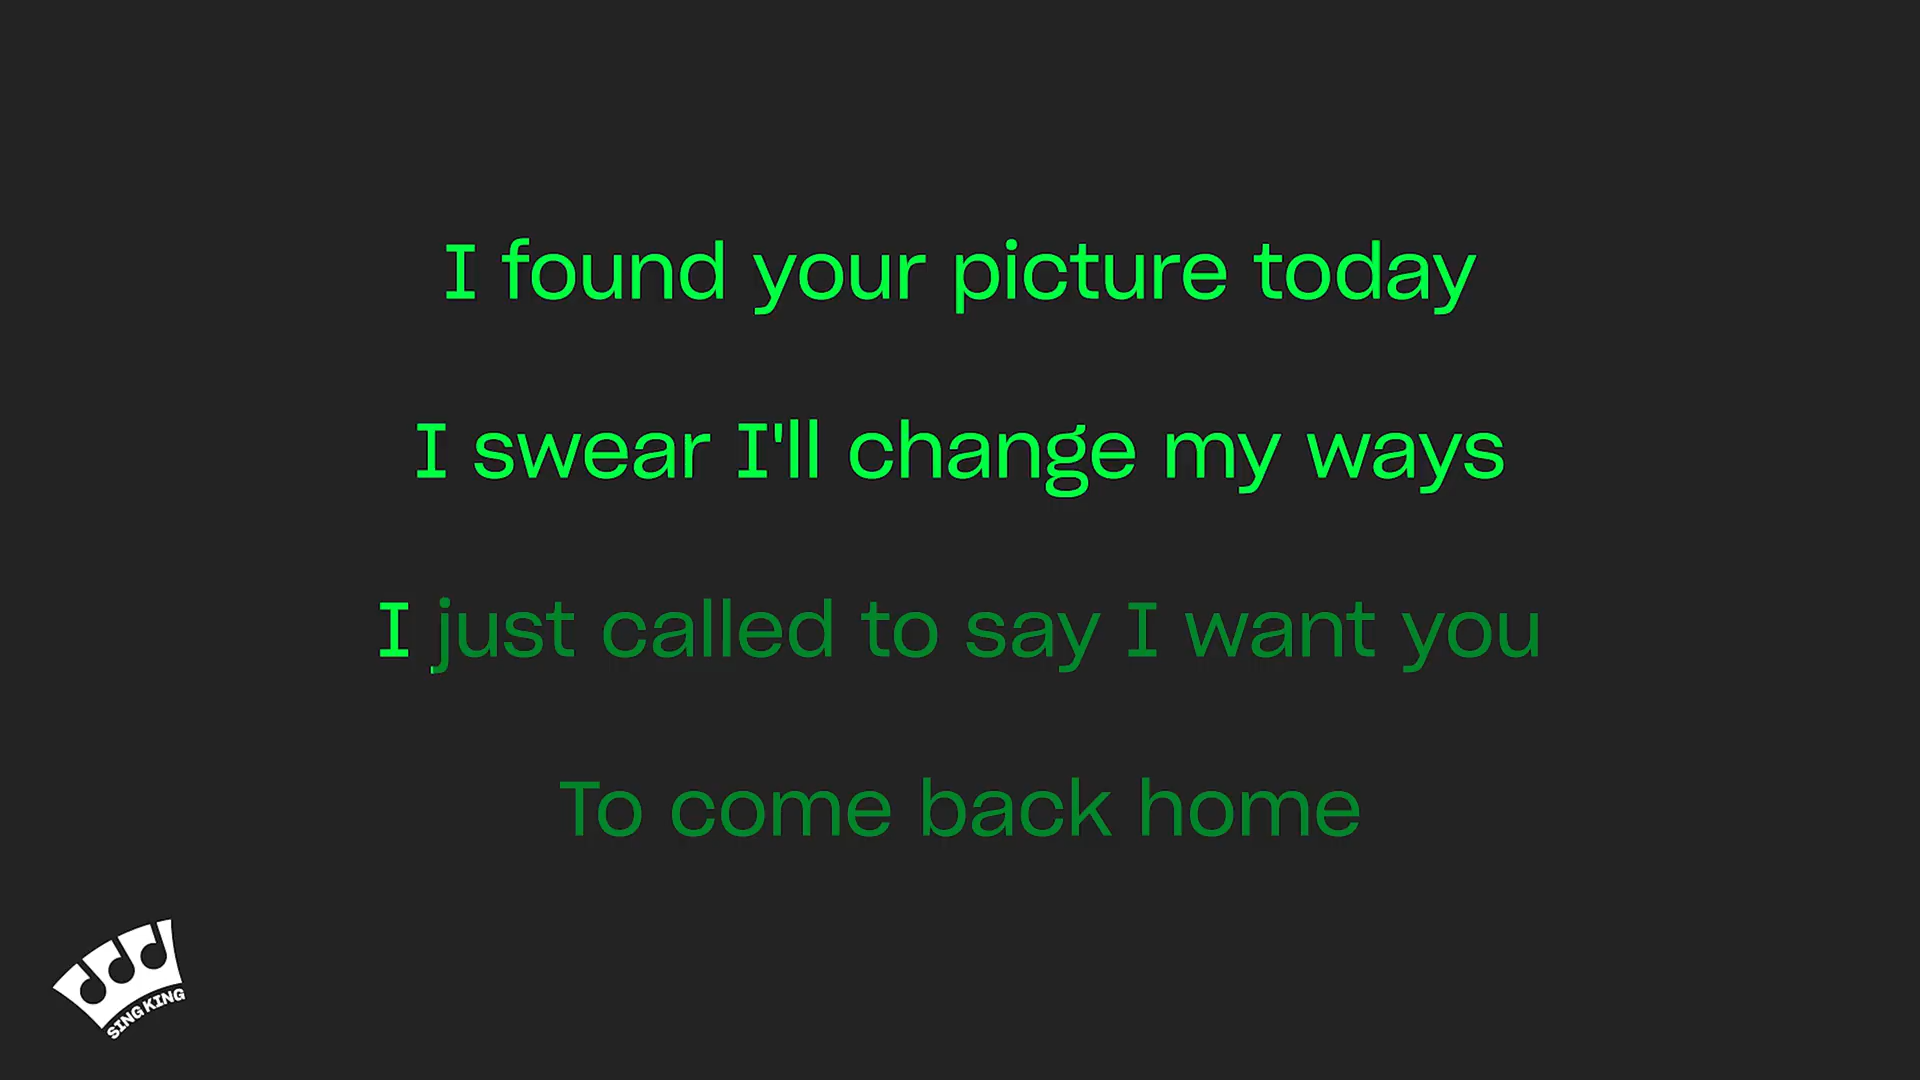 I found your picture today
I swear I'll change my ways
I just called to say I want you
To come back home
SING KING